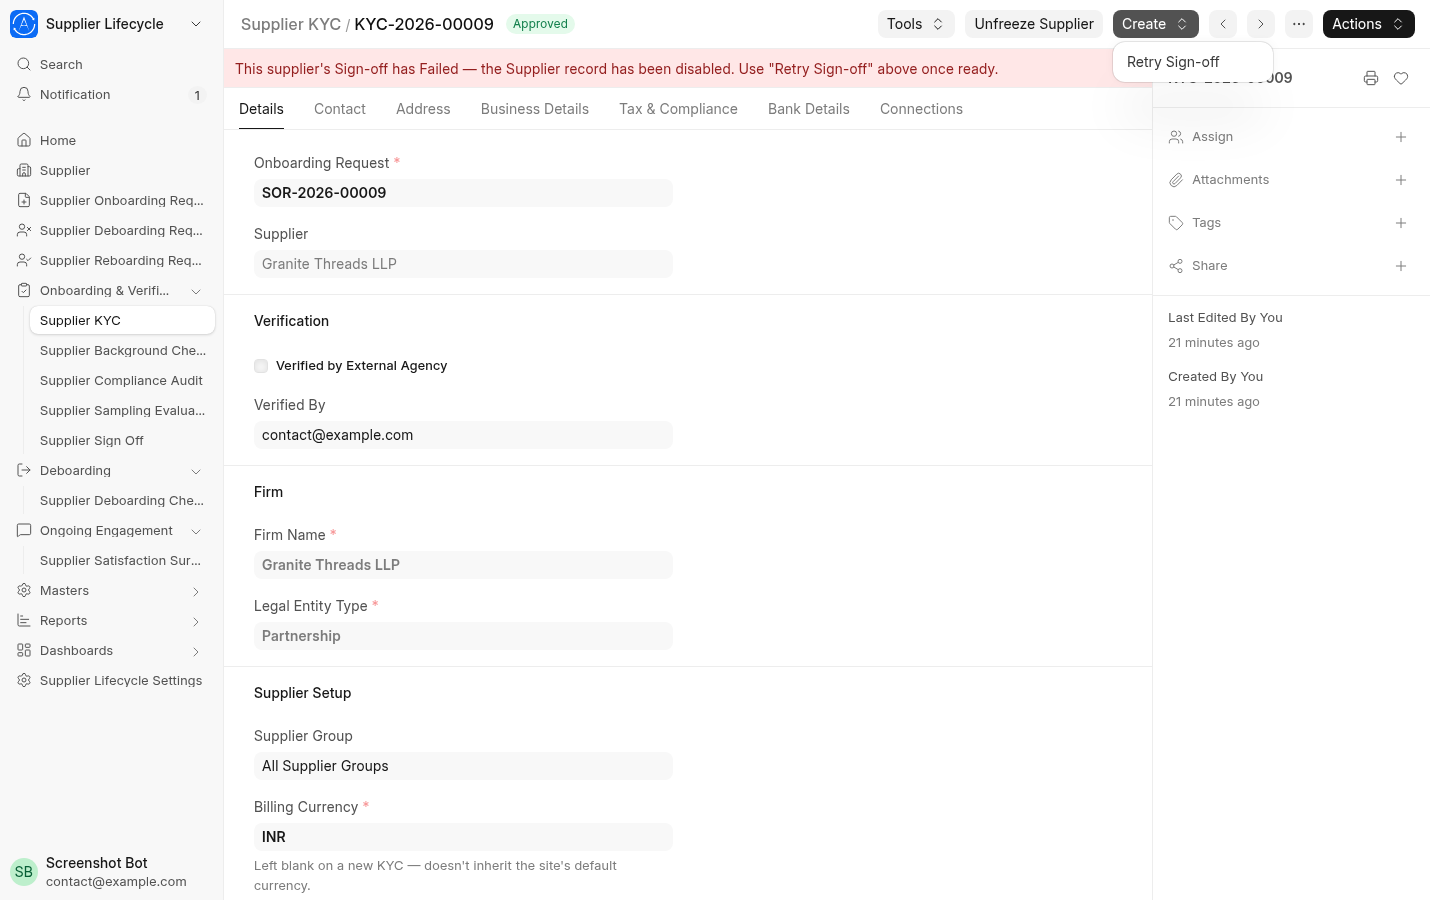 Supplier Lifecycle
Search
Notification 1
Home
Supplier
Supplier Onboarding Req...
Supplier Deboarding Req...
Supplier Reboarding Req...
Onboarding & Verifi...
Supplier KYC
Supplier Background Che...
Supplier Compliance Audit
Supplier Sampling Evalua...
Supplier Sign Off
Deboarding
Supplier Deboarding Che...
Ongoing Engagement
Supplier Satisfaction Sur...
Masters
Reports
Dashboards
Supplier Lifecycle Settings
SB
Screenshot Bot
contact@example.com
Supplier KYC / KYC-2026-00009 Approved
Tools Unfreeze Supplier Create ... Actions
Retry Sign-off
This supplier's Sign-off has Failed — the Supplier record has been disabled. Use "Retry Sign-off" above once ready.
Details Contact Address Business Details Tax & Compliance Bank Details Connections
Onboarding Request *
SOR-2026-00009
Supplier
Granite Threads LLP
Verification
Verified by External Agency
Verified By
contact@example.com
Firm
Firm Name *
Granite Threads LLP
Legal Entity Type *
Partnership
Supplier Setup
Supplier Group
All Supplier Groups
Billing Currency *
INR
Left blank on a new KYC — doesn't inherit the site's default
currency.
Assign
Attachments
Tags
Share
Last Edited By You
21 minutes ago
Created By You
21 minutes ago